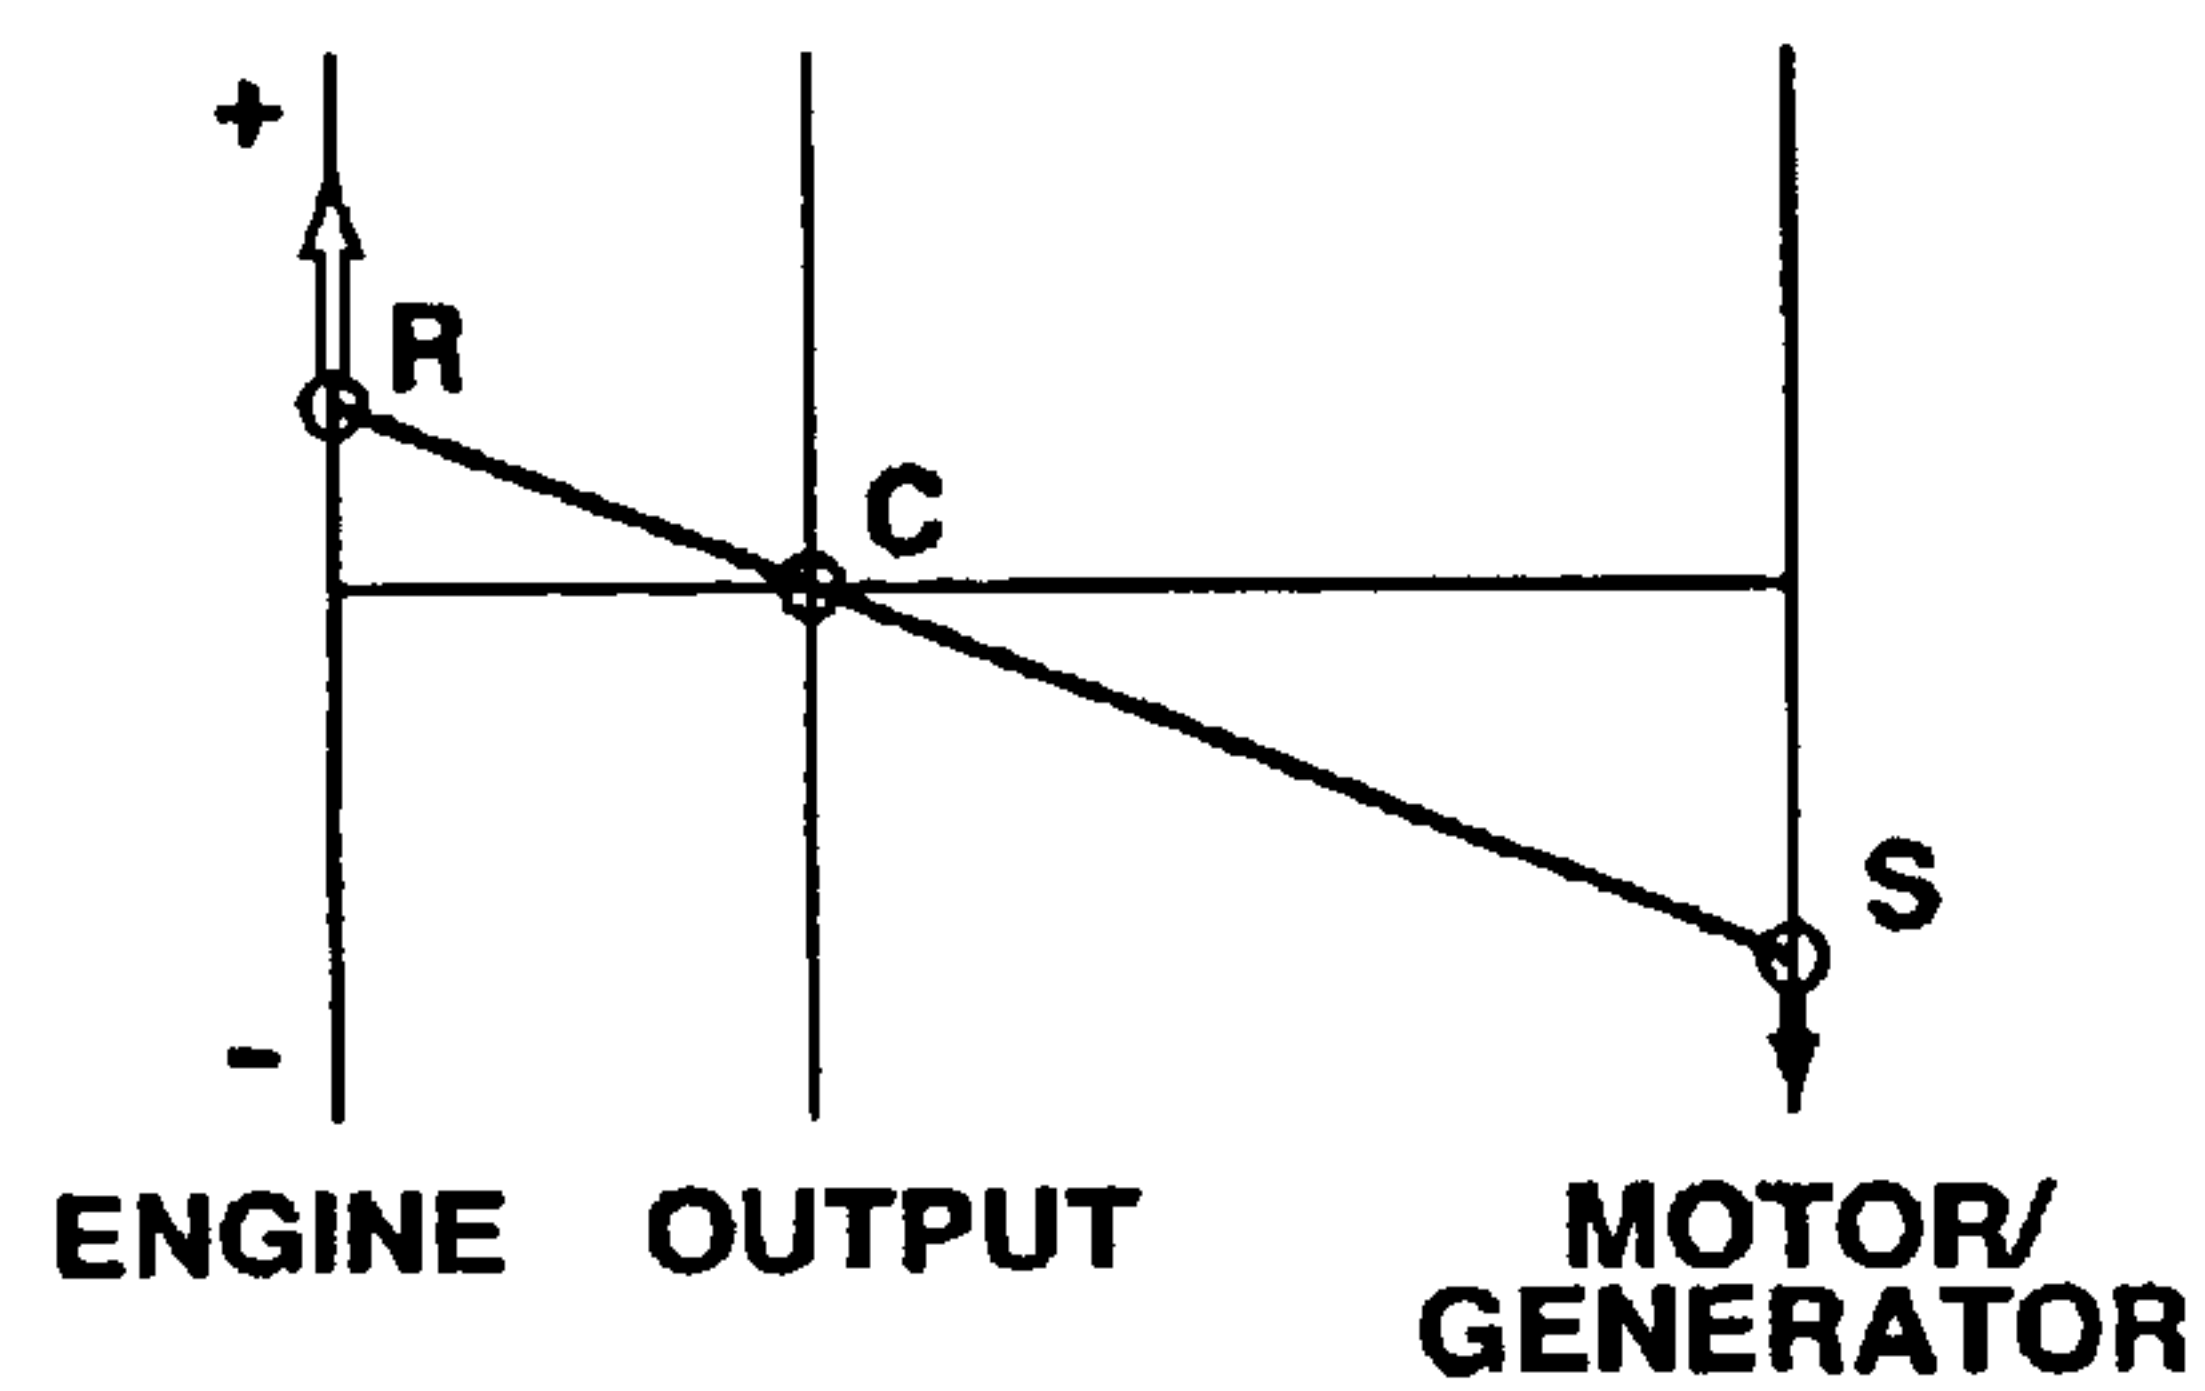 +
R
C
S
-
ENGINE OUTPUT MOTOR/
GENERATOR